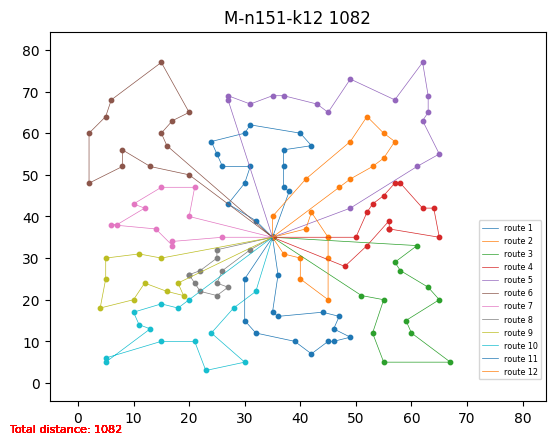 M-n151-k12 1082
80
70
60
50
40
30
20
10
0
0 10 20 30 40 50 60 70 80
route 1
route 2
route 3
route 4
route 5
route 6
route 7
route 8
route 9
route 10
route 11
route 12
Total distance: 1082